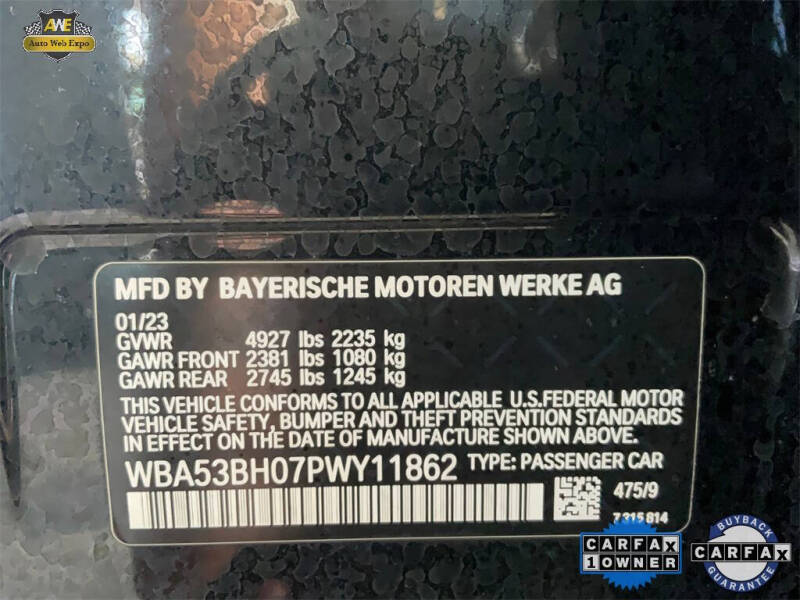 AWE
Auto Web Expo
MFD BY BAYERISCHE MOTOREN WERKE AG
01/23
GVWR 4927 lbs 2235 kg
GAWR FRONT 2381 lbs 1080 kg
GAWR REAR 2745 lbs 1245 kg
THIS VEHICLE CONFORMS TO ALL APPLICABLE U.S.FEDERAL MOTOR
VEHICLE SAFETY, BUMPER AND THEFT PREVENTION STANDARDS
IN EFFECT ON THE DATE OF MANUFACTURE SHOWN ABOVE.
WBA53BH07PWY11862 TYPE: PASSENGER CAR
475/9
7 315 814
CARFAX
1 OWNER
BUYBACK
CARFAX
GUARANTEE